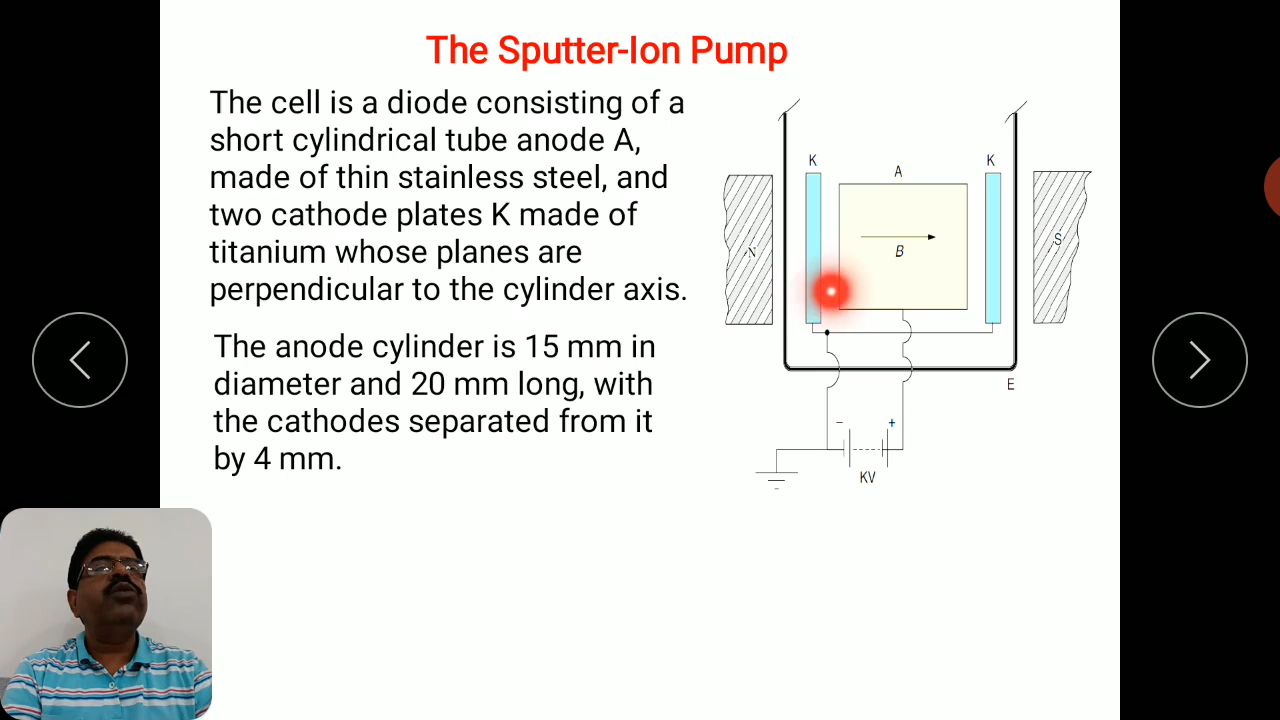 The Sputter-Ion Pump
The cell is a diode consisting of a
short cylindrical tube anode A,
made of thin stainless steel, and
two cathode plates K made of
titanium whose planes are
perpendicular to the cylinder axis.
The anode cylinder is 15 mm in
diameter and 20 mm long, with
the cathodes separated from it
by 4 mm.
K
A
K
N
B
S
E
− +
KV